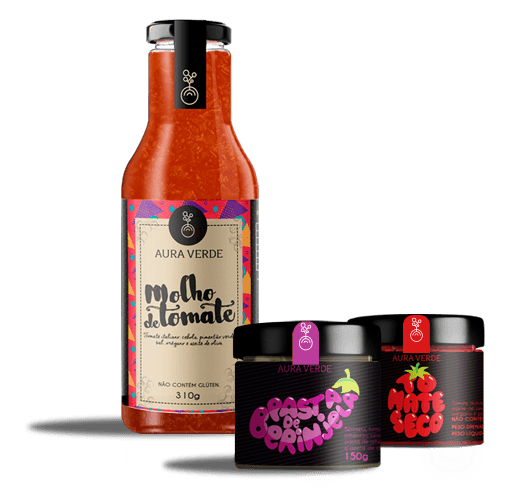 AURA VERDE
Molho
de tomate
Tomate italiano, cebola, pimentão verde,
sal, orégano e azeite de oliva.
NÃO CONTÉM GLÚTEN.
310g
AURA VERDE
PASTA
DE
BERINJELA
150g
AURA VERDE
TO
MATE
SECO
NÃO CONTÉM